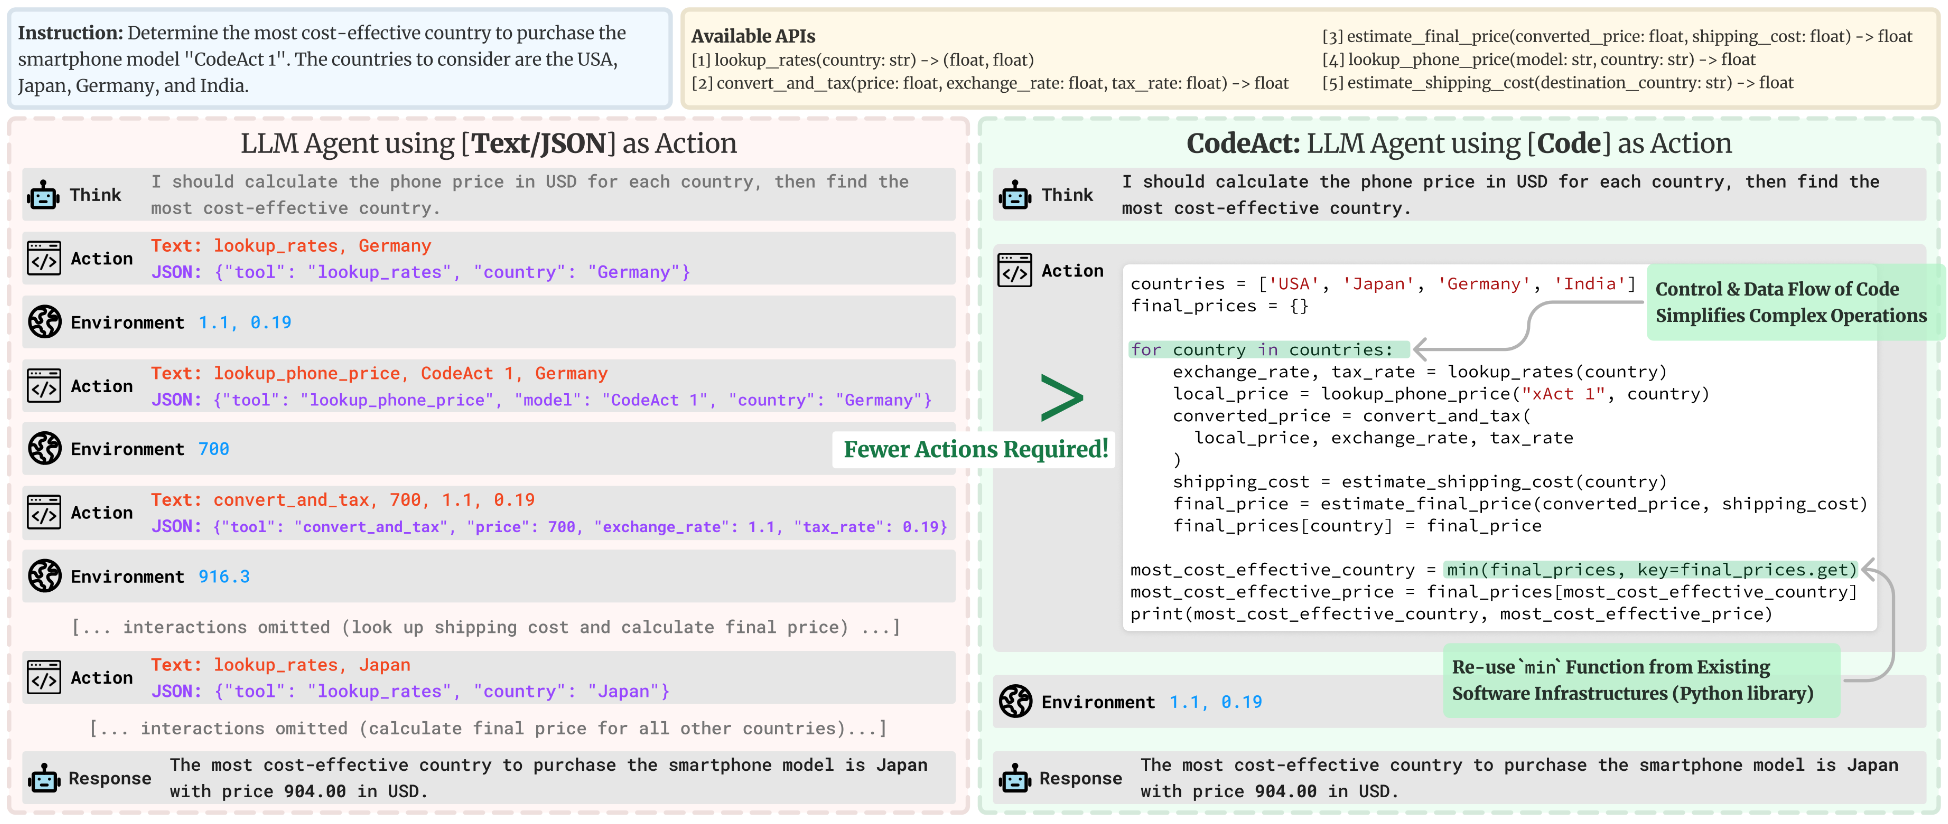 Instruction: Determine the most cost-effective country to purchase the
smartphone model "CodeAct 1". The countries to consider are the USA,
Japan, Germany, and India.
Available APIs
[1] lookup_rates(country: str) -> (float, float)
[2] convert_and_tax(price: float, exchange_rate: float, tax_rate: float) -> float
[3] estimate_final_price(converted_price: float, shipping_cost: float) -> float
[4] lookup_phone_price(model: str, country: str) -> float
[5] estimate_shipping_cost(destination_country: str) -> float
LLM Agent using [Text/JSON] as Action
Think
I should calculate the phone price in USD for each country, then find the
most cost-effective country.
Action
Text: lookup_rates, Germany
JSON: {"tool": "lookup_rates", "country": "Germany"}
Environment 1.1, 0.19
Action
Text: lookup_phone_price, CodeAct 1, Germany
JSON: {"tool": "lookup_phone_price", "model": "CodeAct 1", "country": "Germany"}
Environment 700
Action
Text: convert_and_tax, 700, 1.1, 0.19
JSON: {"tool": "convert_and_tax", "price": 700, "exchange_rate": 1.1, "tax_rate": 0.19}
Environment 916.3
[... interactions omitted (look up shipping cost and calculate final price) ...]
Action
Text: lookup_rates, Japan
JSON: {"tool": "lookup_rates", "country": "Japan"}
[... interactions omitted (calculate final price for all other countries)...]
Response
The most cost-effective country to purchase the smartphone model is Japan
with price 904.00 in USD.
>
Fewer Actions Required!
CodeAct: LLM Agent using [Code] as Action
Think
I should calculate the phone price in USD for each country, then find the
most cost-effective country.
Action
countries = ['USA', 'Japan', 'Germany', 'India']
final_prices = {}
for country in countries:
exchange_rate, tax_rate = lookup_rates(country)
local_price = lookup_phone_price("xAct 1", country)
converted_price = convert_and_tax(
local_price, exchange_rate, tax_rate
)
shipping_cost = estimate_shipping_cost(country)
final_price = estimate_final_price(converted_price, shipping_cost)
final_prices[country] = final_price
most_cost_effective_country = min(final_prices, key=final_prices.get)
most_cost_effective_price = final_prices[most_cost_effective_country]
print(most_cost_effective_country, most_cost_effective_price)
Control & Data Flow of Code
Simplifies Complex Operations
Re-use `min` Function from Existing
Software Infrastructures (Python library)
Environment 1.1, 0.19
Response
The most cost-effective country to purchase the smartphone model is Japan
with price 904.00 in USD.